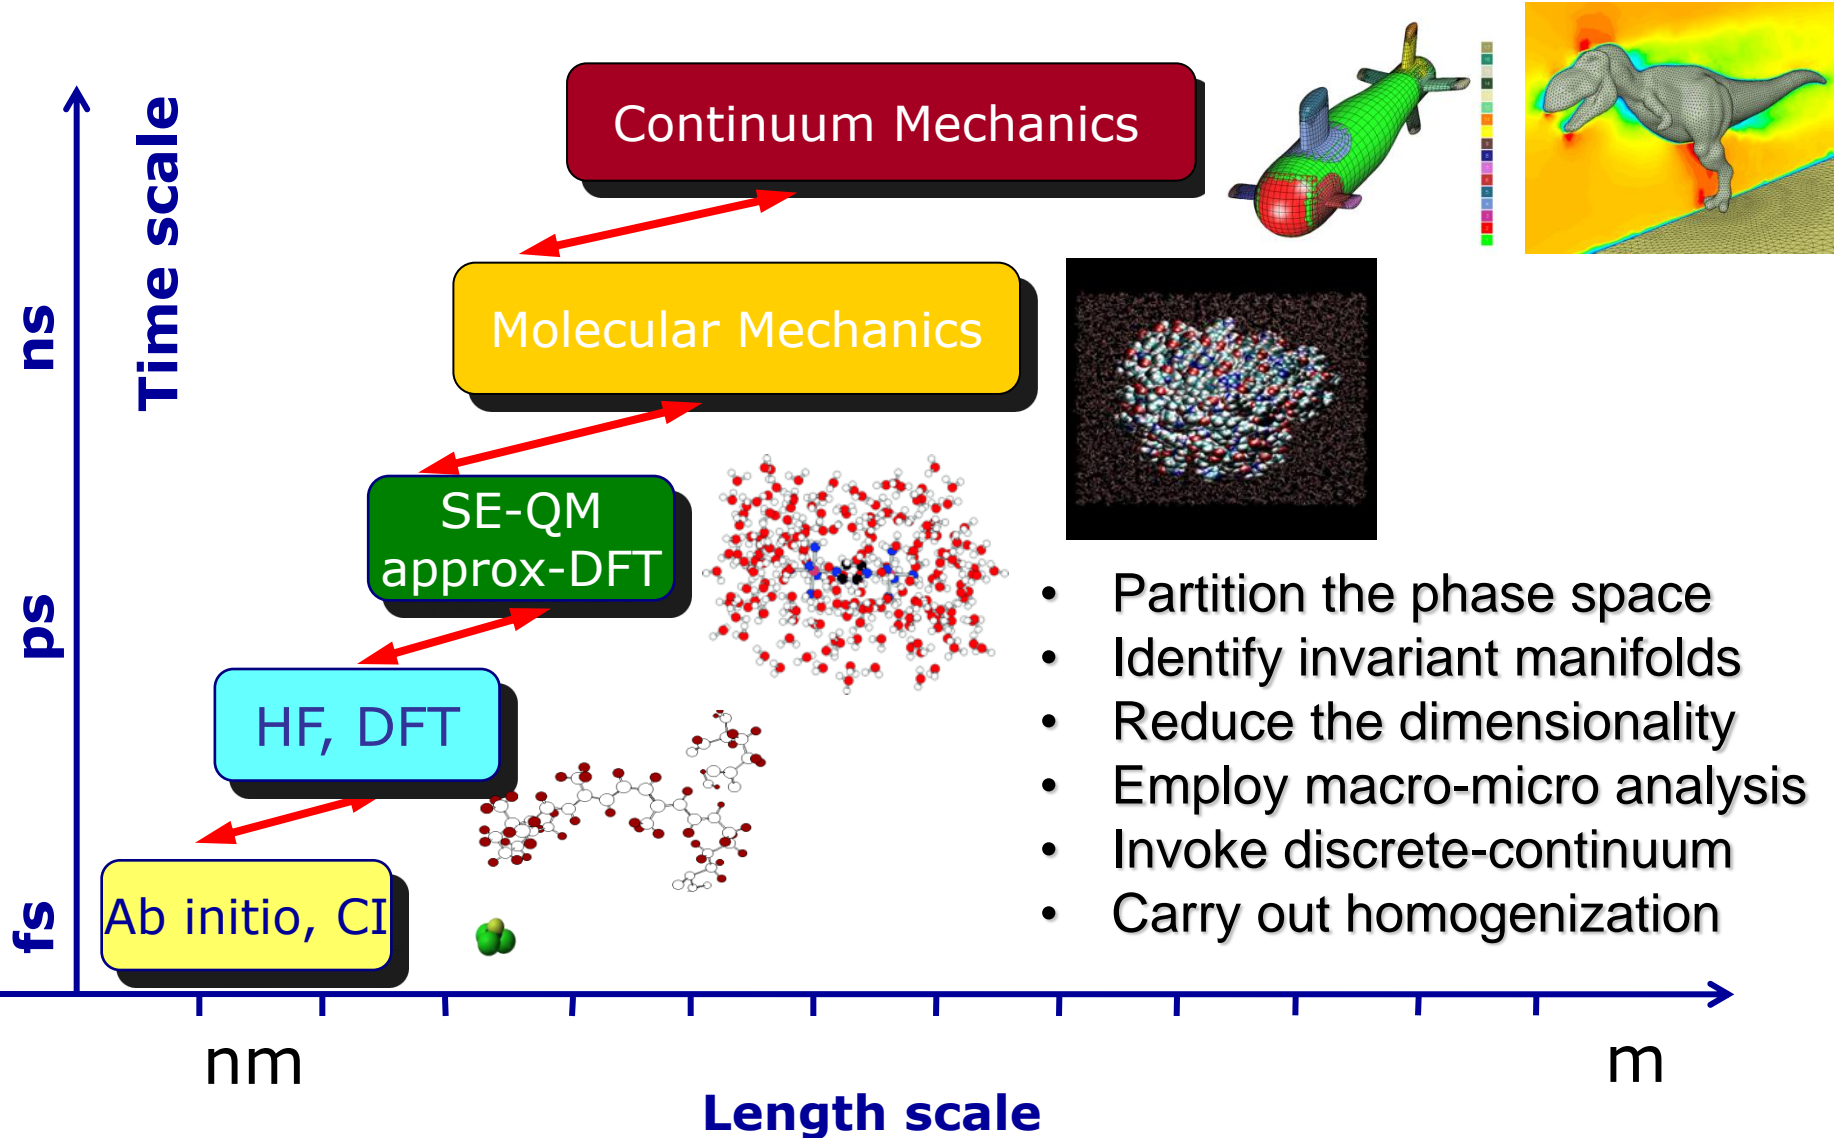 Continuum Mechanics
Time scale
ns
Molecular Mechanics
SE-QM
approx-DFT
ps
• Partition the phase space
• Identify invariant manifolds
• Reduce the dimensionality
• Employ macro-micro analysis
• Invoke discrete-continuum
• Carry out homogenization
HF, DFT
fs
Ab initio, CI
nm
m
Length scale